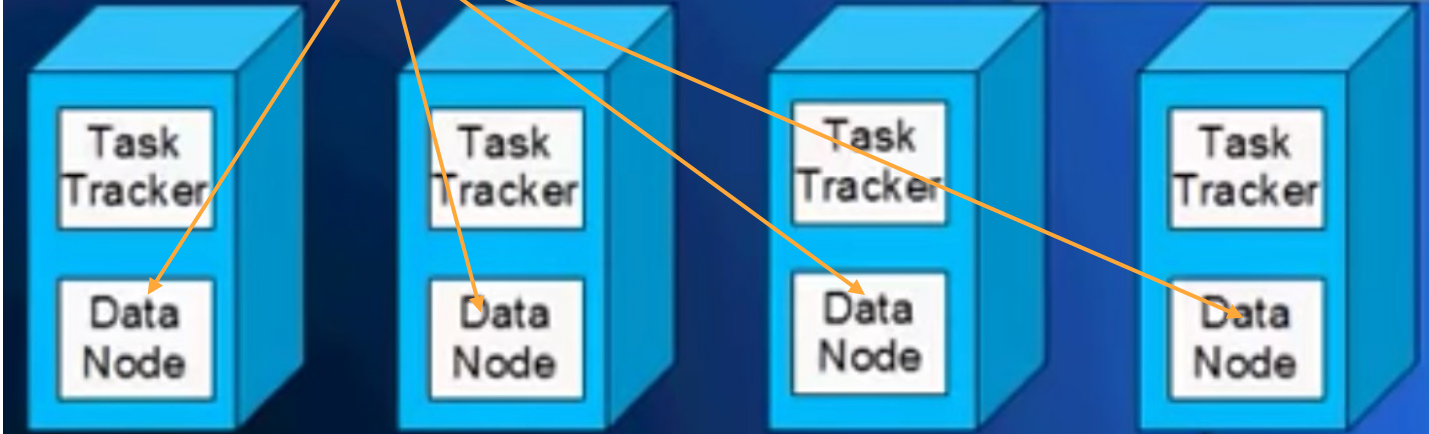 Task
Tracker
Data
Node
Task
Tracker
Data
Node
Task
Tracker
Data
Node
Task
Tracker
Data
Node